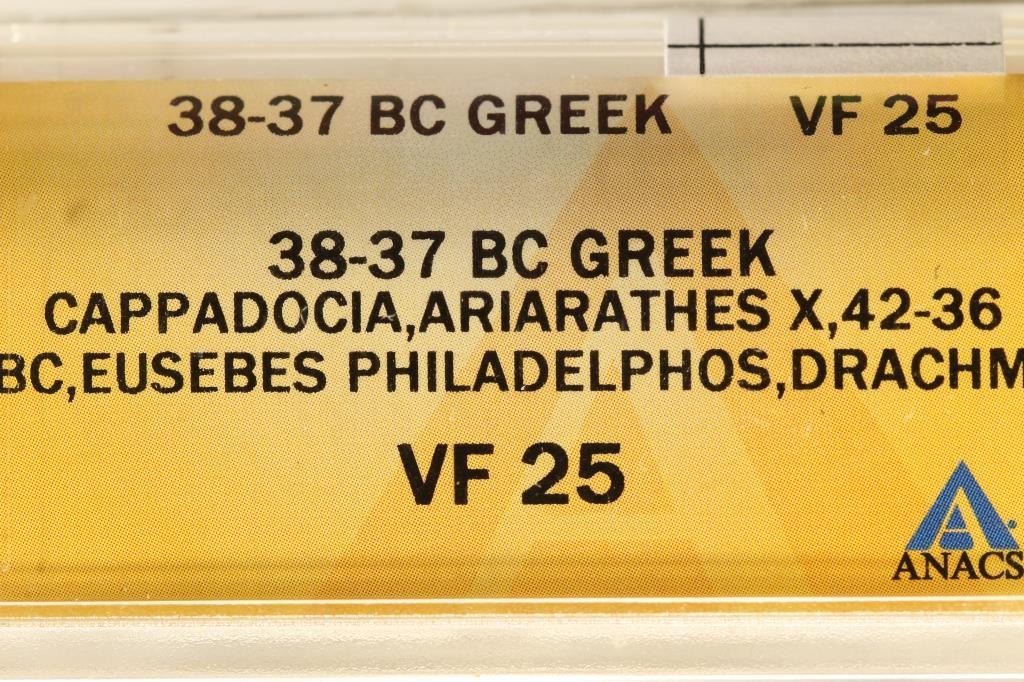 38-37 BC GREEK VF 25
38-37 BC GREEK
CAPPADOCIA,ARIARATHES X,42-36
BC,EUSEBES PHILADELPHOS,DRACHM
VF 25
ANACS